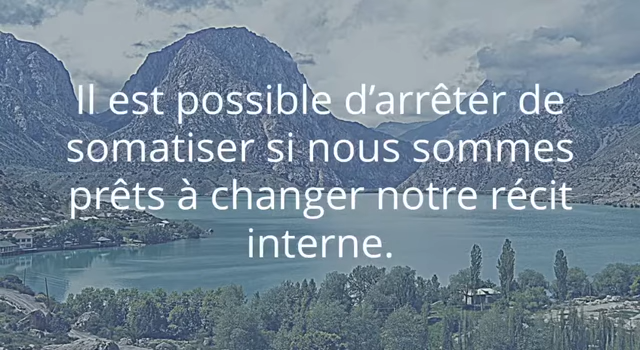 Il est possible d’arrêter de
somatiser si nous sommes
prêts à changer notre récit
interne.